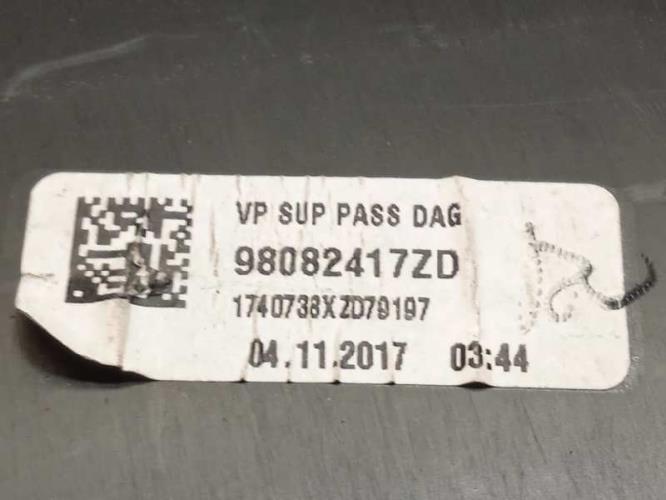 VP SUP PASS DAG
98082417ZD
1740738XZD79197
04.11.2017 03:44